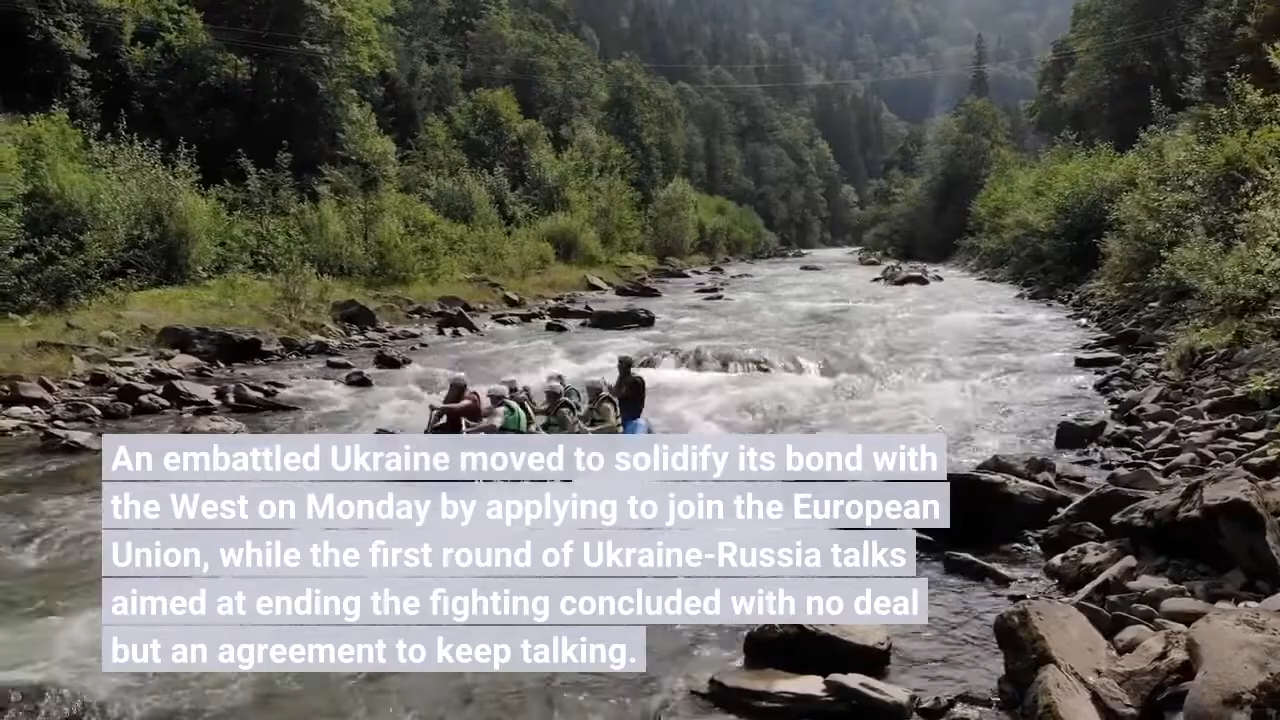 An embattled Ukraine moved to solidify its bond with
the West on Monday by applying to join the European
Union, while the first round of Ukraine-Russia talks
aimed at ending the fighting concluded with no deal
but an agreement to keep talking.